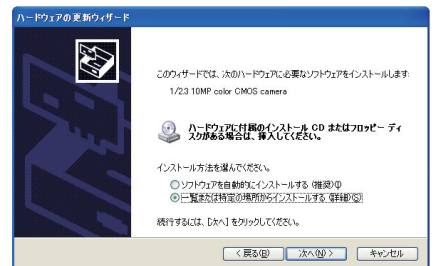 ハードウェアの更新ウィザード
このウィザードでは、次のハードウェアに必要なソフトウェアをインストールします:
1/2.3 10MP color CMOS camera
ハードウェアに付属のインストール CD またはフロッピー ディ
スクがある場合は、挿入してください。
インストール方法を選んでください。
ソフトウェアを自動的にインストールする (推奨)(I)
一覧または特定の場所からインストールする (詳細)(S)
続行するには、[次へ] をクリックしてください。
< 戻る(B)
次へ(N) >
キャンセル